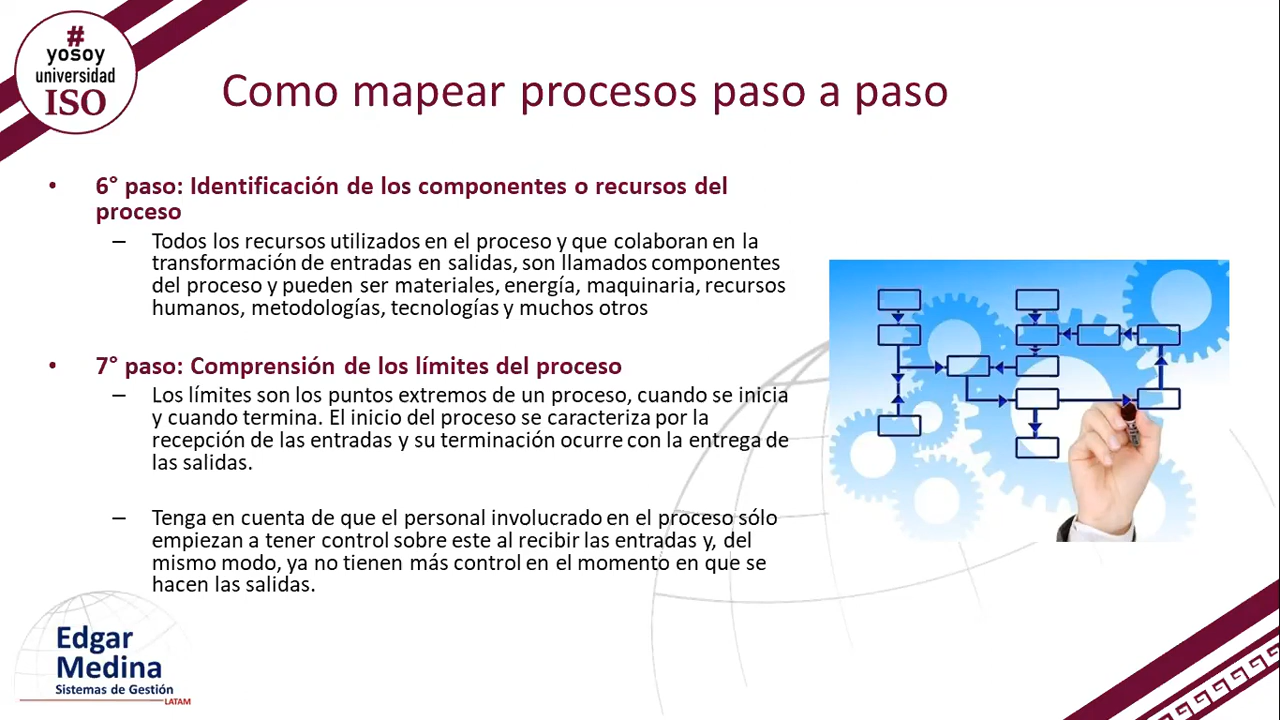 #
yosoy
universidad
ISO
Como mapear procesos paso a paso
• 6° paso: Identificación de los componentes o recursos del
proceso
– Todos los recursos utilizados en el proceso y que colaboran en la
transformación de entradas en salidas, son llamados componentes
del proceso y pueden ser materiales, energía, maquinaria, recursos
humanos, metodologías, tecnologías y muchos otros
• 7° paso: Comprensión de los límites del proceso
– Los límites son los puntos extremos de un proceso, cuando se inicia
y cuando termina. El inicio del proceso se caracteriza por la
recepción de las entradas y su terminación ocurre con la entrega de
las salidas.
– Tenga en cuenta de que el personal involucrado en el proceso sólo
empiezan a tener control sobre este al recibir las entradas y, del
mismo modo, ya no tienen más control en el momento en que se
hacen las salidas.
Edgar
Medina
Sistemas de Gestión
LATAM